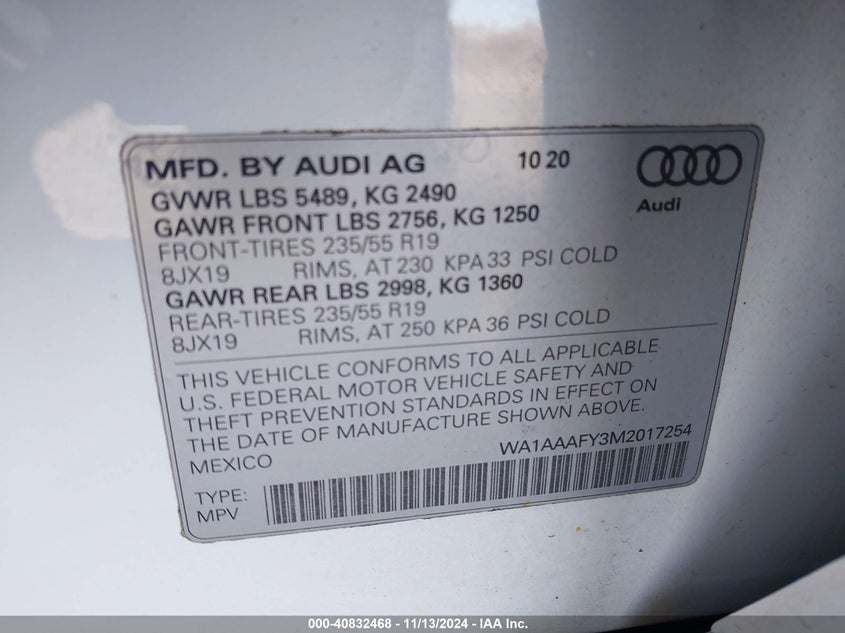 MFD. BY AUDI AG 10 20
Audi
GVWR LBS 5489, KG 2490
GAWR FRONT LBS 2756, KG 1250
FRONT-TIRES 235/55 R19
8JX19 RIMS, AT 230 KPA 33 PSI COLD
GAWR REAR LBS 2998, KG 1360
REAR-TIRES 235/55 R19
8JX19 RIMS, AT 250 KPA 36 PSI COLD
THIS VEHICLE CONFORMS TO ALL APPLICABLE
U.S. FEDERAL MOTOR VEHICLE SAFETY AND
THEFT PREVENTION STANDARDS IN EFFECT ON
THE DATE OF MANUFACTURE SHOWN ABOVE.
MEXICO WA1AAAFY3M2017254
TYPE:
MPV
000-40832468 - 11/13/2024 - IAA Inc.